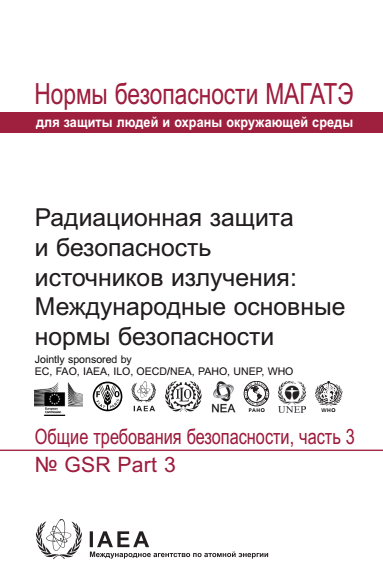 Нормы безопасности МАГАТЭ
для защиты людей и охраны окружающей среды
Радиационная защита
и безопасность
источников излучения:
Международные основные
нормы безопасности
Jointly sponsored by
EC, FAO, IAEA, ILO, OECD/NEA, PAHO, UNEP, WHO
IAEA
NEA
PAHO
UNEP
WHO
Общие требования безопасности, часть 3
№ GSR Part 3
IAEA
Международное агентство по атомной энергии